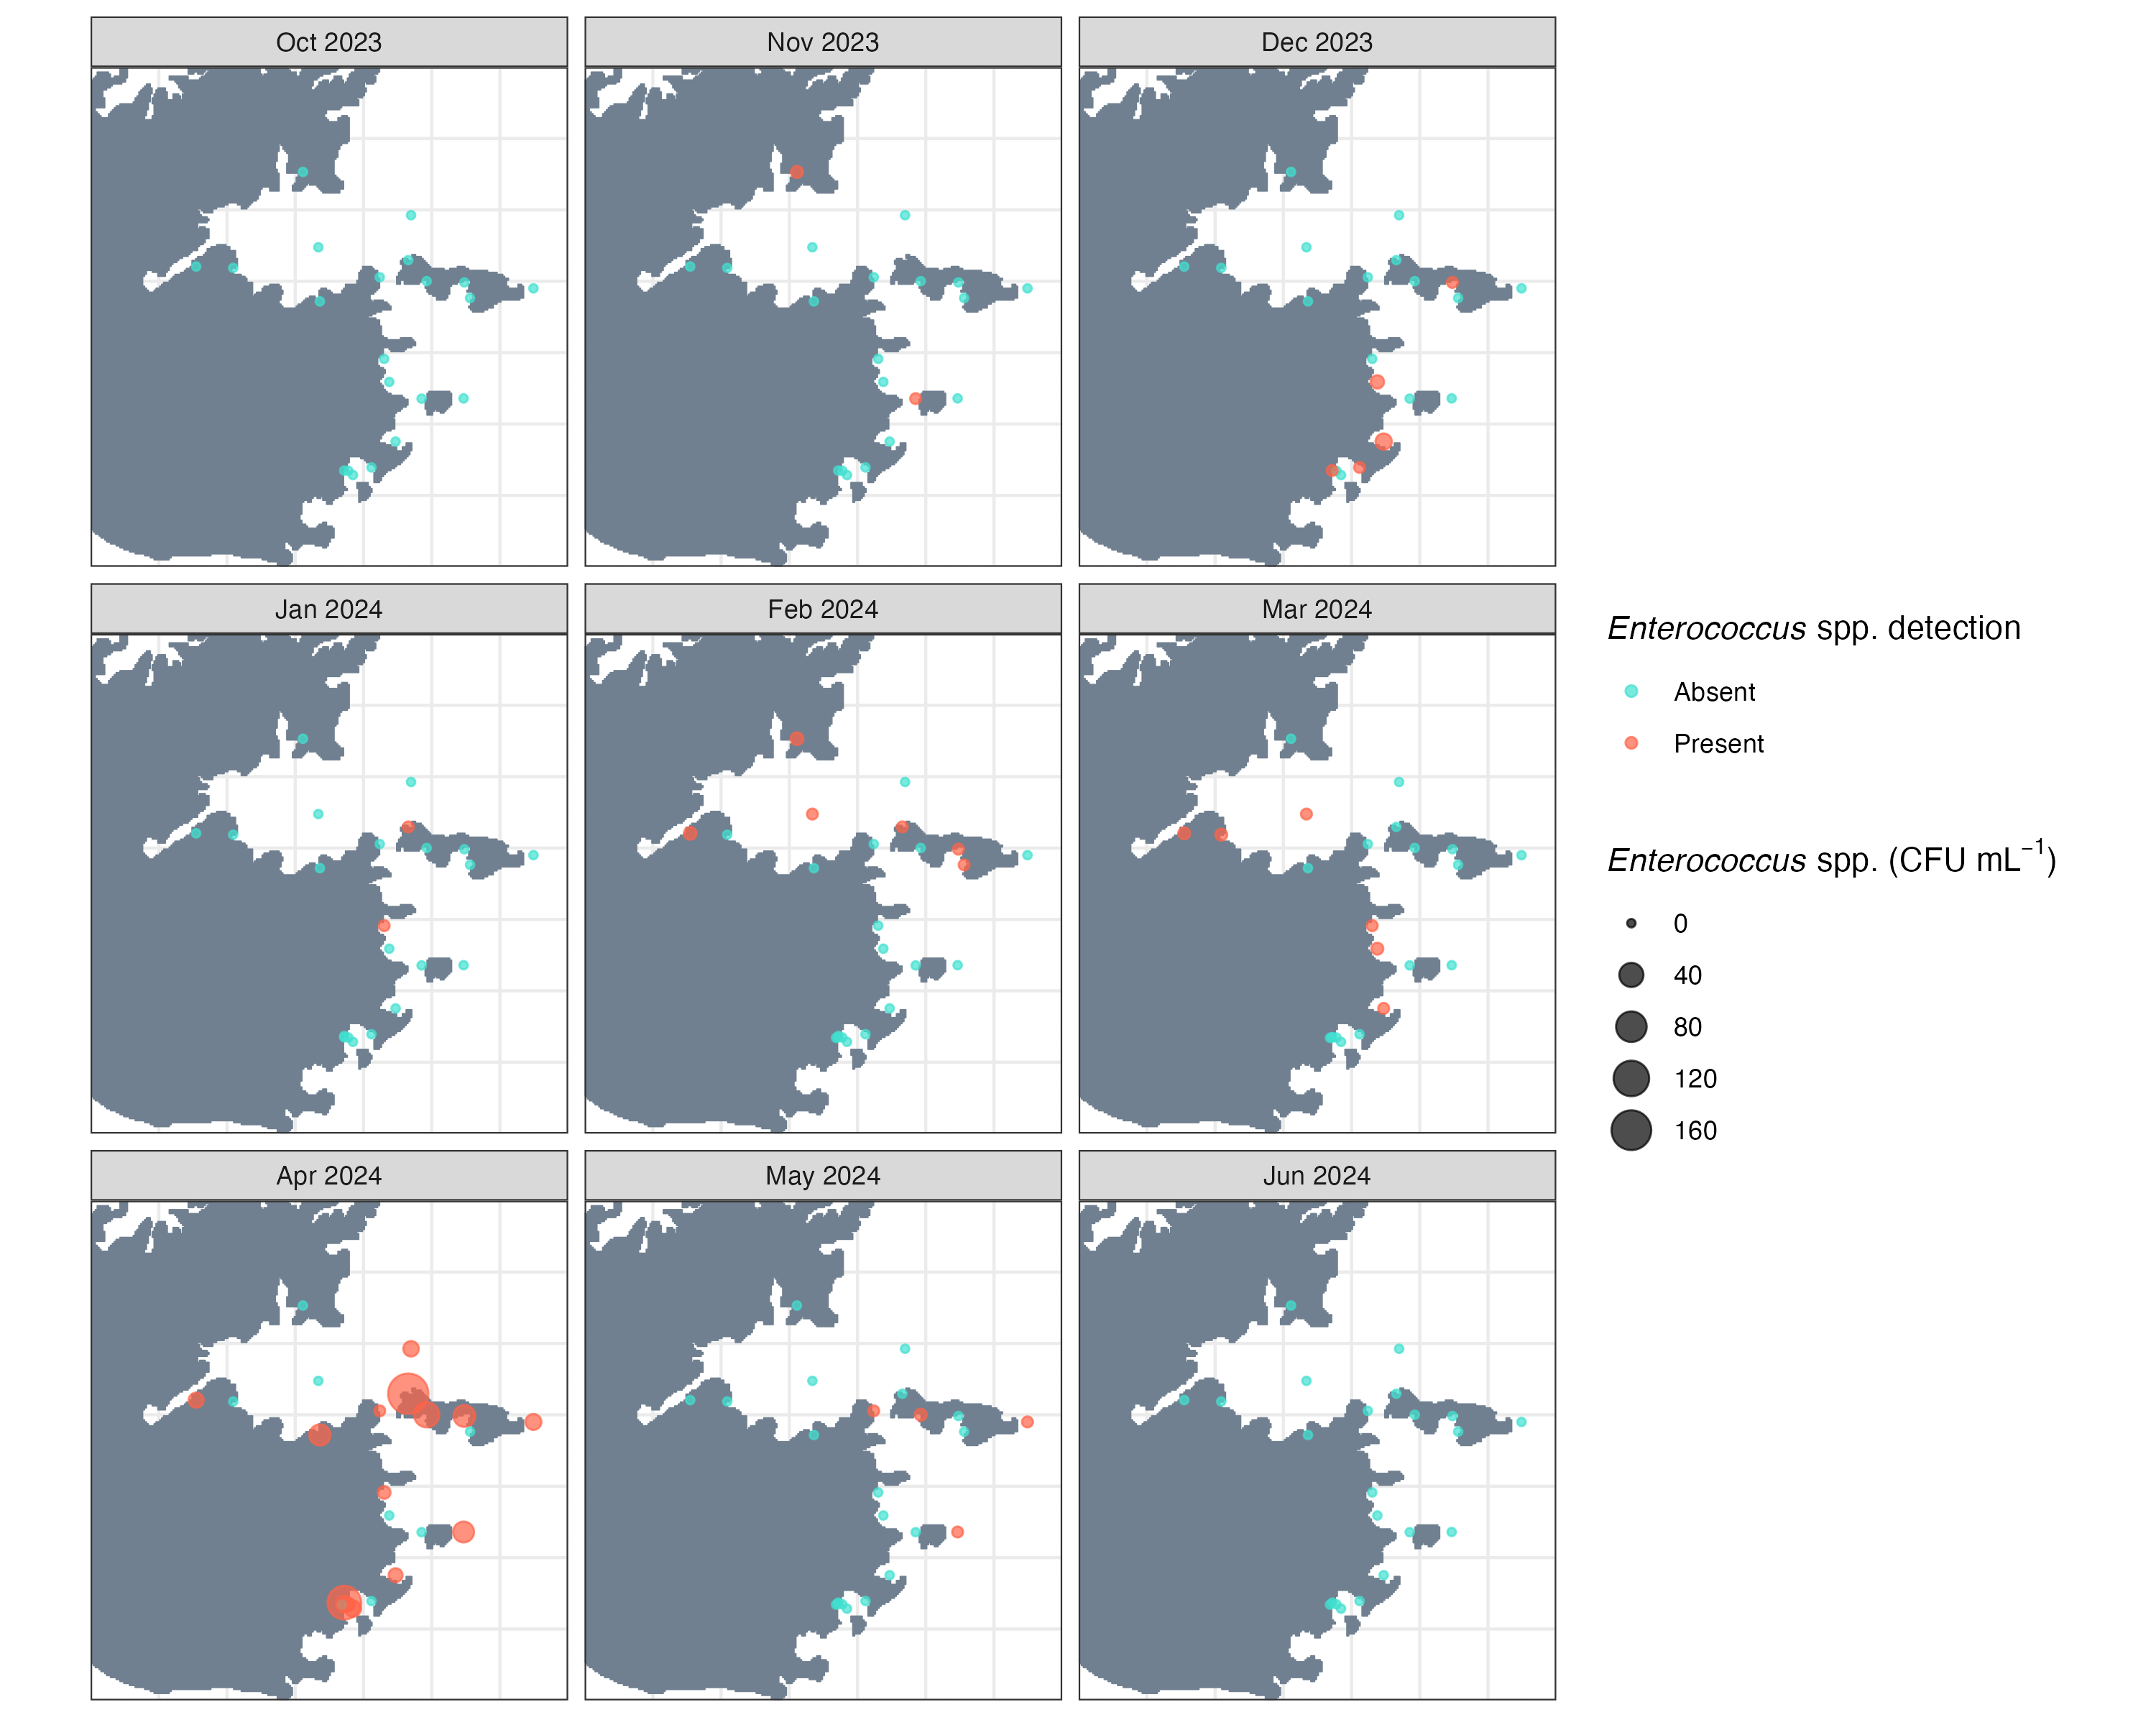 Oct 2023
Nov 2023
Dec 2023
Jan 2024
Feb 2024
Mar 2024
Apr 2024
May 2024
Jun 2024
Enterococcus spp. detection
Absent
Present
Enterococcus spp. (CFU mL⁻¹)
0
40
80
120
160